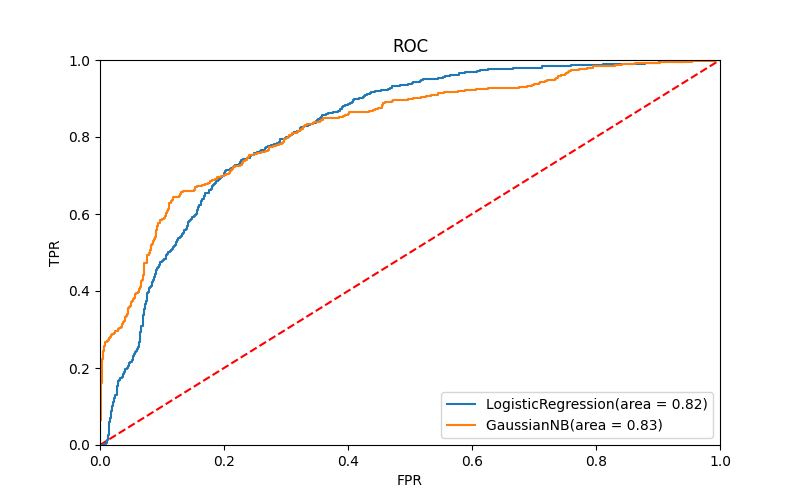 ROC
1.0
0.8
0.6
0.4
0.2
0.0
TPR
LogisticRegression(area = 0.82)
GaussianNB(area = 0.83)
0.0 0.2 0.4 0.6 0.8 1.0
FPR